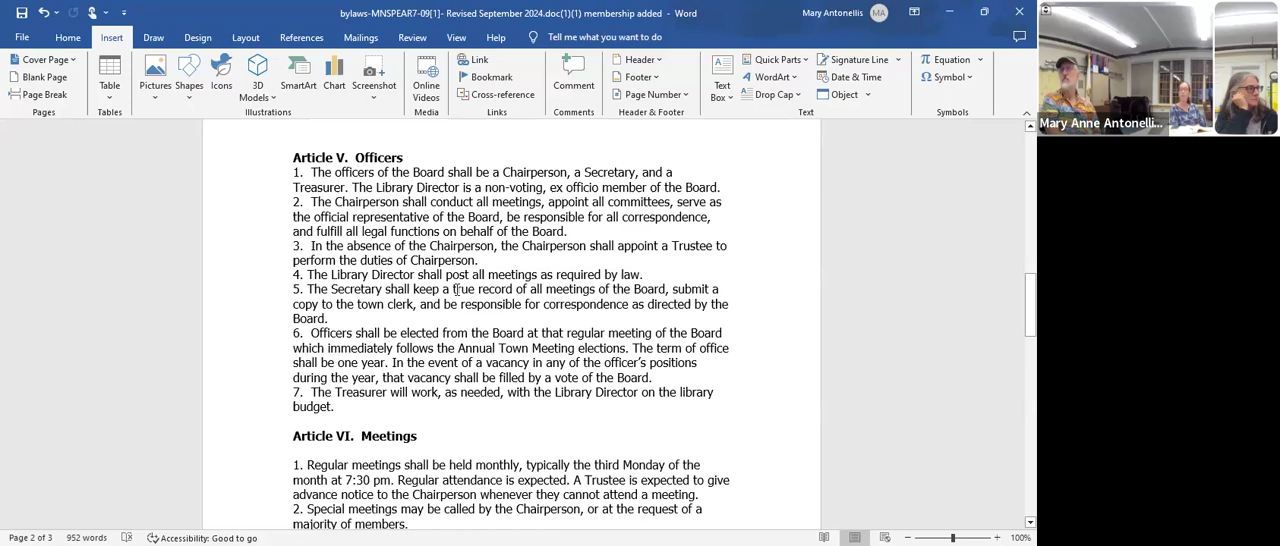 bylaws-MNSPEAR7-09[1]- Revised September 2024.doc(1)(1) membership added - Word
Mary Antonellis MA
File Home Insert Draw Design Layout References Mailings Review View Help Tell me what you want to do
Cover Page
Blank Page
Page Break
Pages
Table
Tables
Pictures Shapes Icons 3D Models SmartArt Chart Screenshot
Illustrations
Online Videos
Media
Link
Bookmark
Cross-reference
Links
Comment
Comments
Header
Footer
Page Number
Header & Footer
Text Box
Quick Parts
WordArt
Drop Cap
Signature Line
Date & Time
Object
Text
Equation
Symbol
Symbols
Mary Anne Antonelli...
Article V. Officers
1. The officers of the Board shall be a Chairperson, a Secretary, and a
Treasurer. The Library Director is a non-voting, ex officio member of the Board.
2. The Chairperson shall conduct all meetings, appoint all committees, serve as
the official representative of the Board, be responsible for all correspondence,
and fulfill all legal functions on behalf of the Board.
3. In the absence of the Chairperson, the Chairperson shall appoint a Trustee to
perform the duties of Chairperson.
4. The Library Director shall post all meetings as required by law.
5. The Secretary shall keep a true record of all meetings of the Board, submit a
copy to the town clerk, and be responsible for correspondence as directed by the
Board.
6. Officers shall be elected from the Board at that regular meeting of the Board
which immediately follows the Annual Town Meeting elections. The term of office
shall be one year. In the event of a vacancy in any of the officer's positions
during the year, that vacancy shall be filled by a vote of the Board.
7. The Treasurer will work, as needed, with the Library Director on the library
budget.
Article VI. Meetings
1. Regular meetings shall be held monthly, typically the third Monday of the
month at 7:30 pm. Regular attendance is expected. A Trustee is expected to give
advance notice to the Chairperson whenever they cannot attend a meeting.
2. Special meetings may be called by the Chairperson, or at the request of a
majority of members.
Page 2 of 3 952 words Accessibility: Good to go 100%